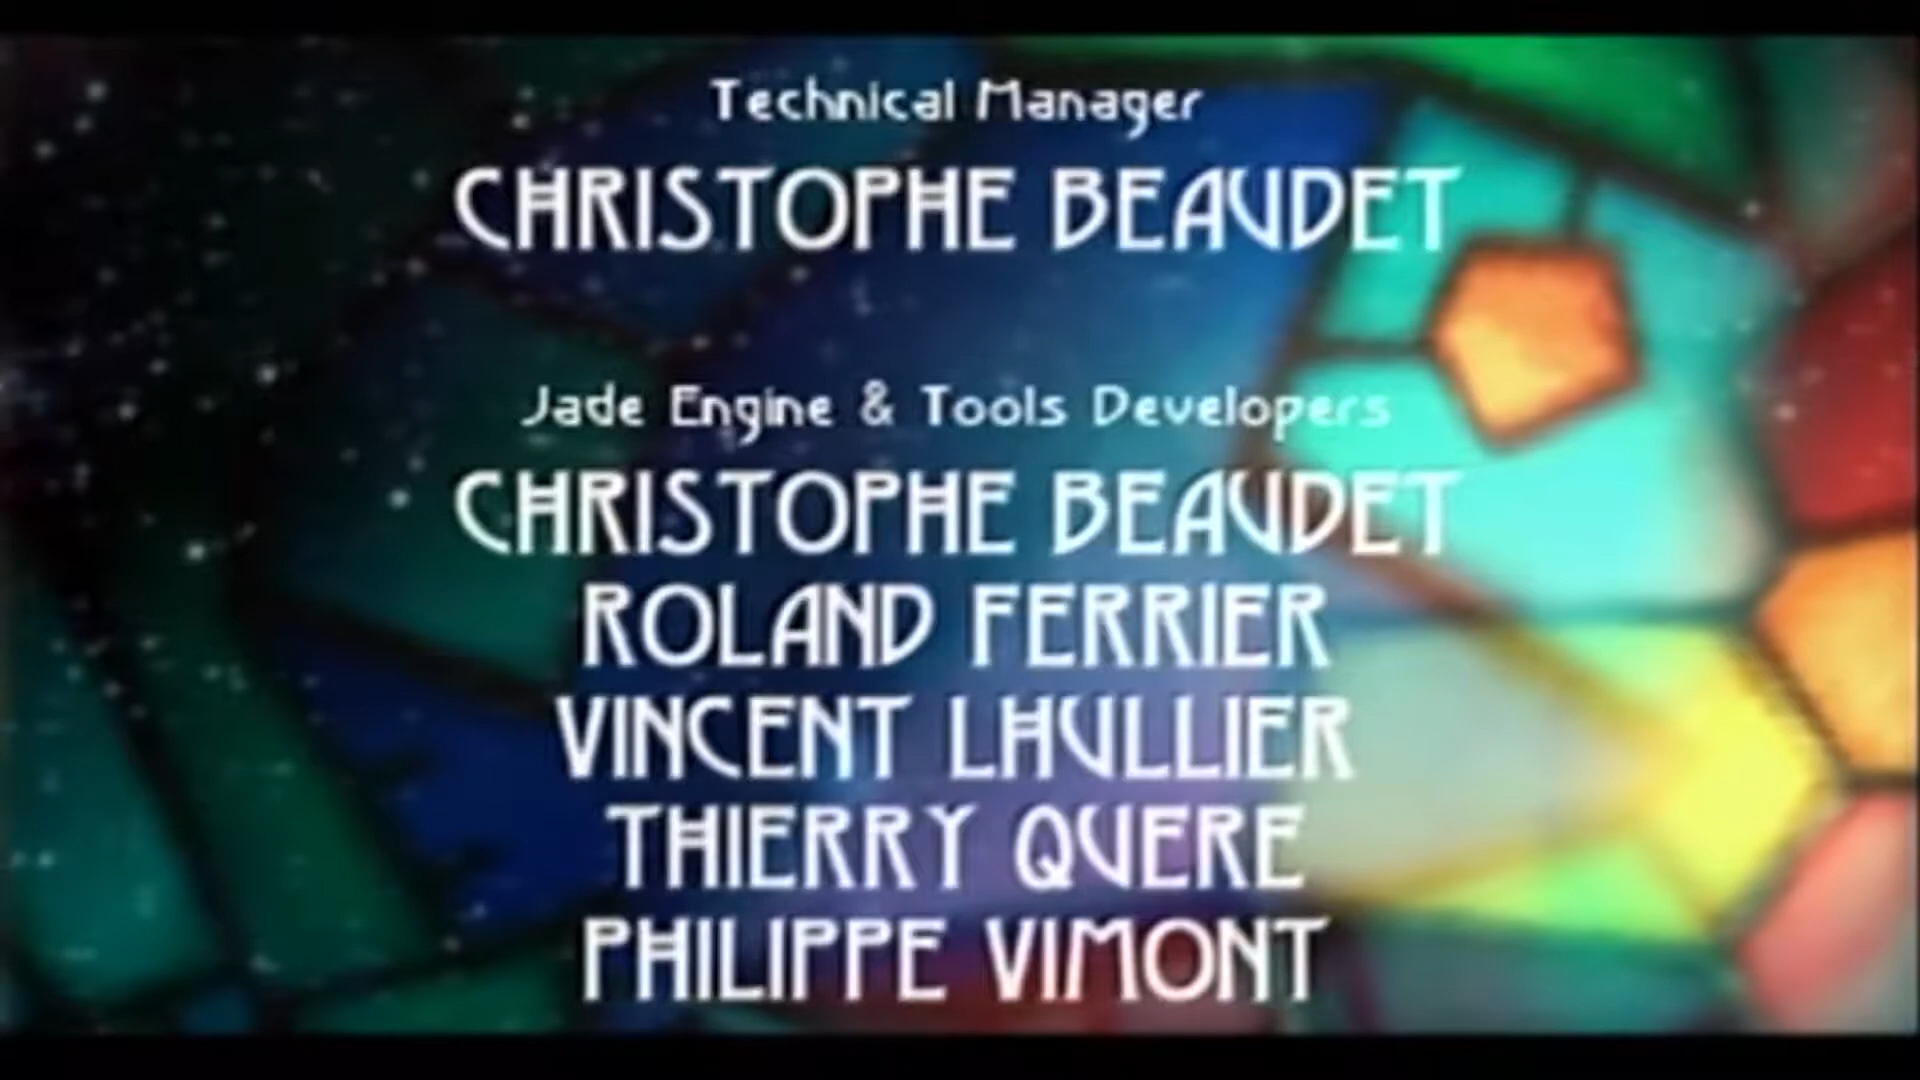 Technical Manager
CHRISTOPHE BEAUDET
Jade Engine & Tools Developers
CHRISTOPHE BEAUDET
ROLAND FERRIER
VINCENT LHULLIER
THIERRY QUERE
PHILIPPE VIMONT